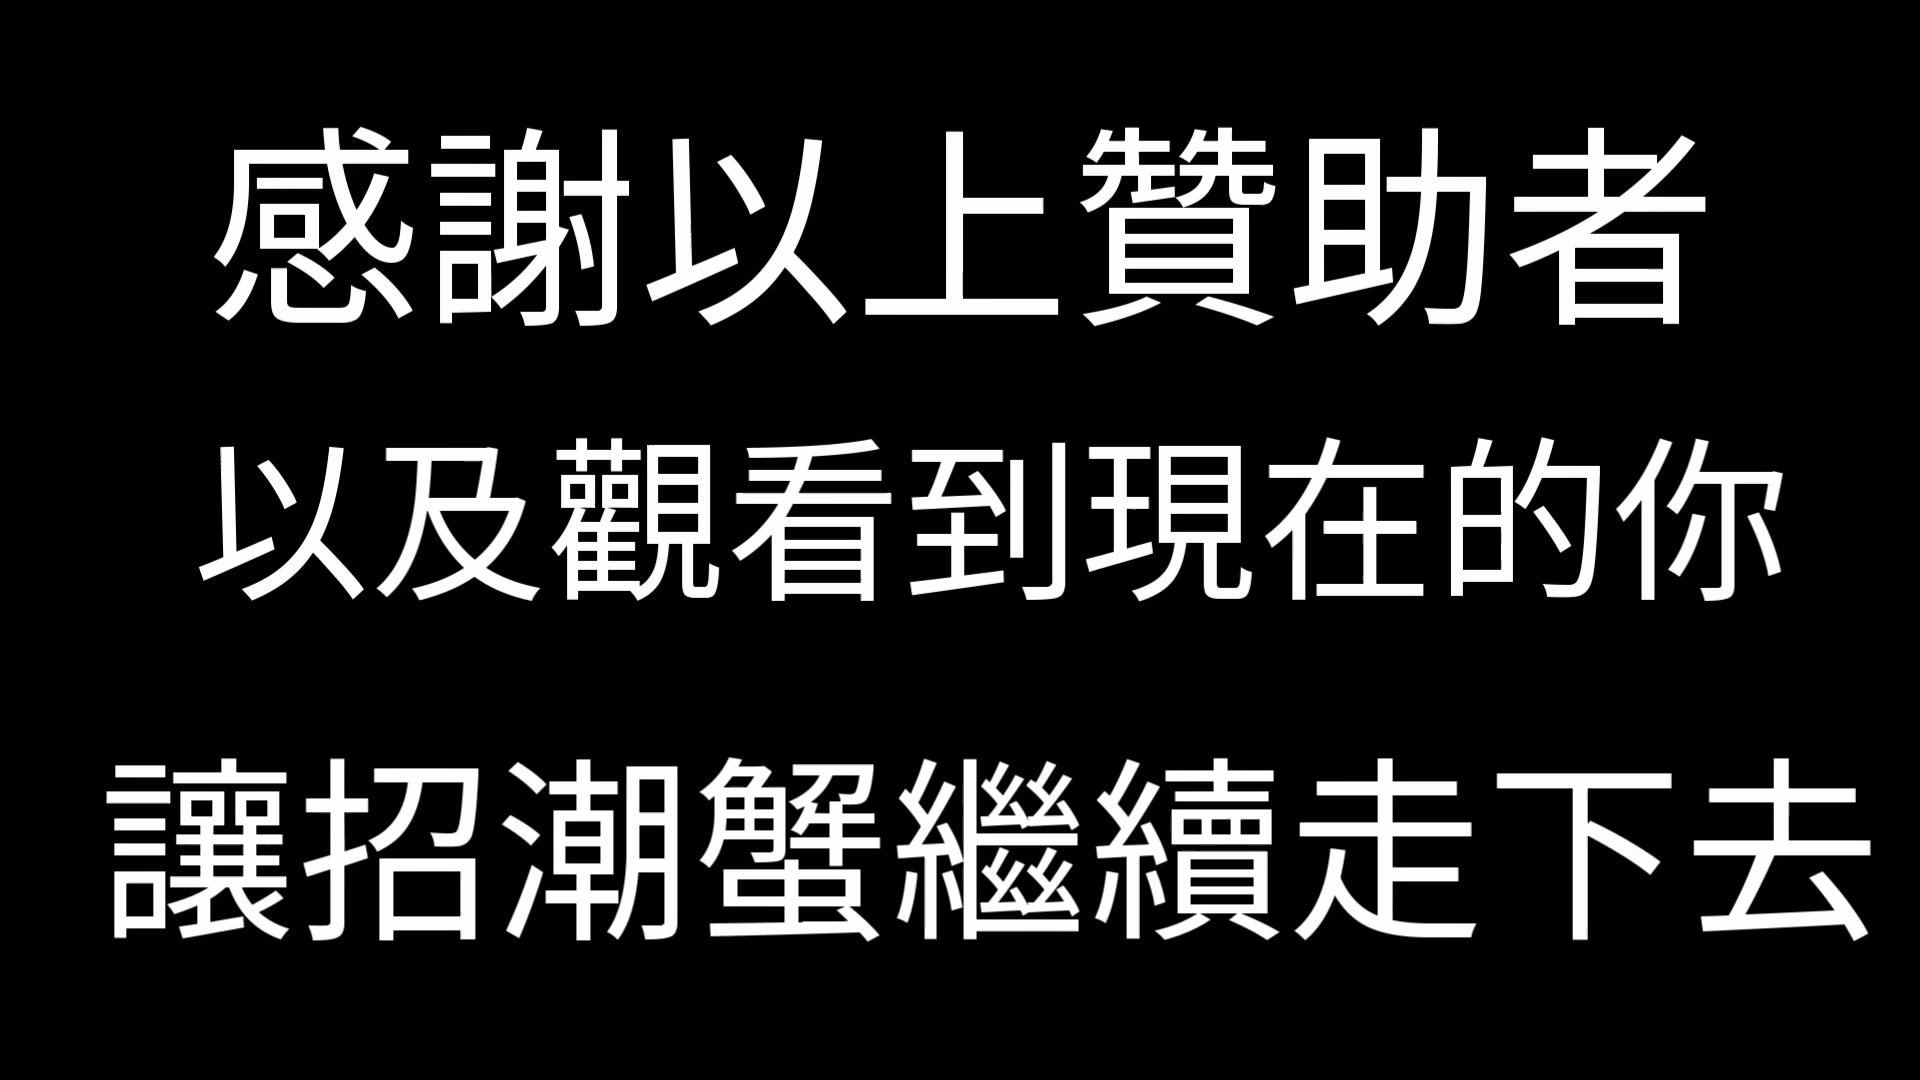 感謝以上贊助者
以及觀看到現在的你
讓招潮蟹繼續走下去